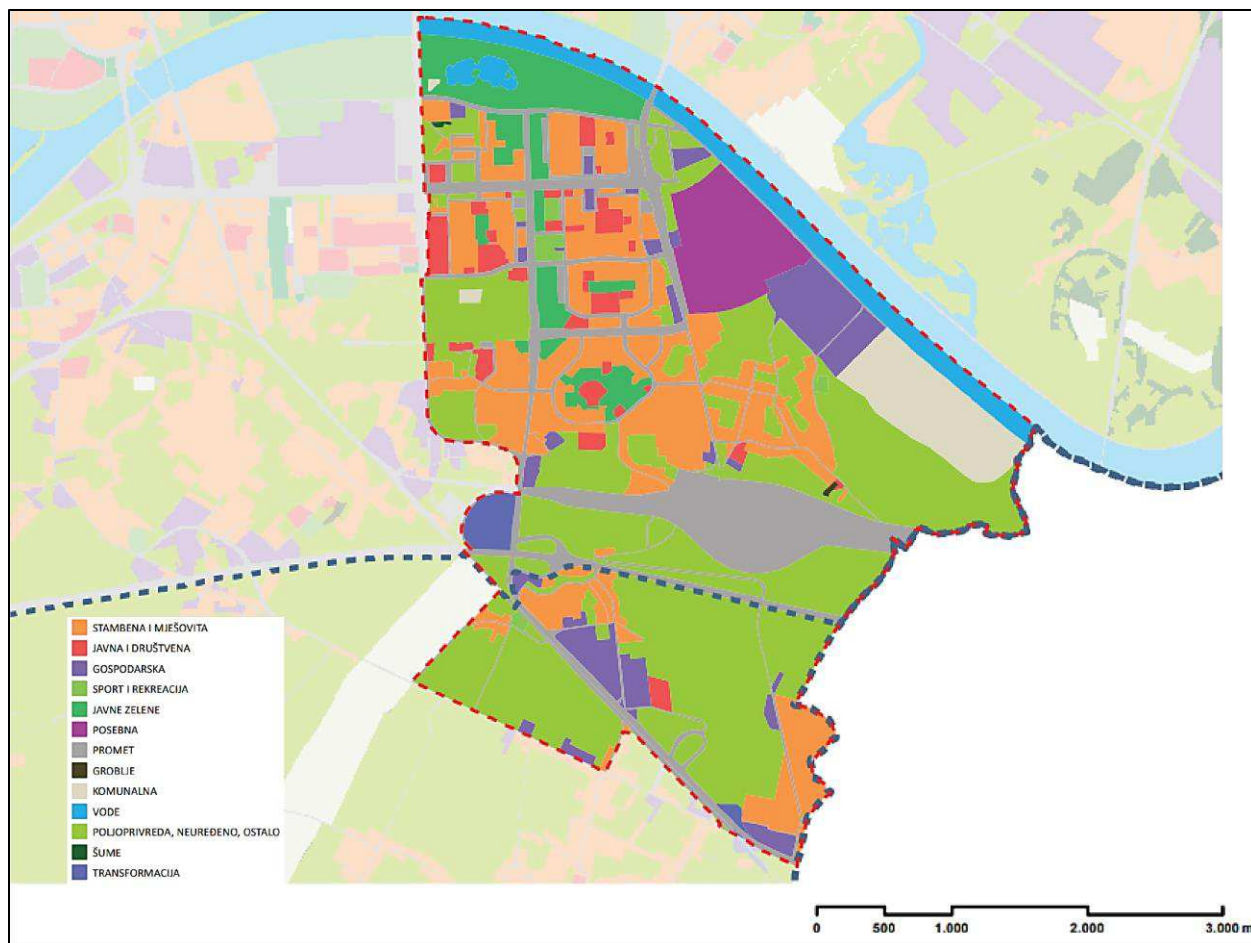 STAMBENA I MJEŠOVITA
JAVNA I DRUŠTVENA
GOSPODARSKA
SPORT I REKREACIJA
JAVNE ZELENE
POSEBNA
PROMET
GROBLJE
KOMUNALNA
VODE
POLJOPRIVREDA, NEUREĐENO, OSTALO
ŠUME
TRANSFORMACIJA
0 500 1.000 2.000 3.000 m